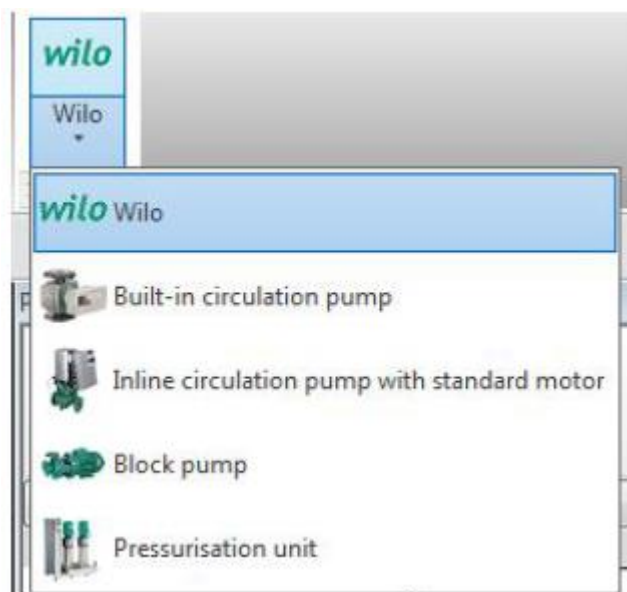 wilo
Wilo
wilo Wilo
Built-in circulation pump
Inline circulation pump with standard motor
Block pump
Pressurisation unit